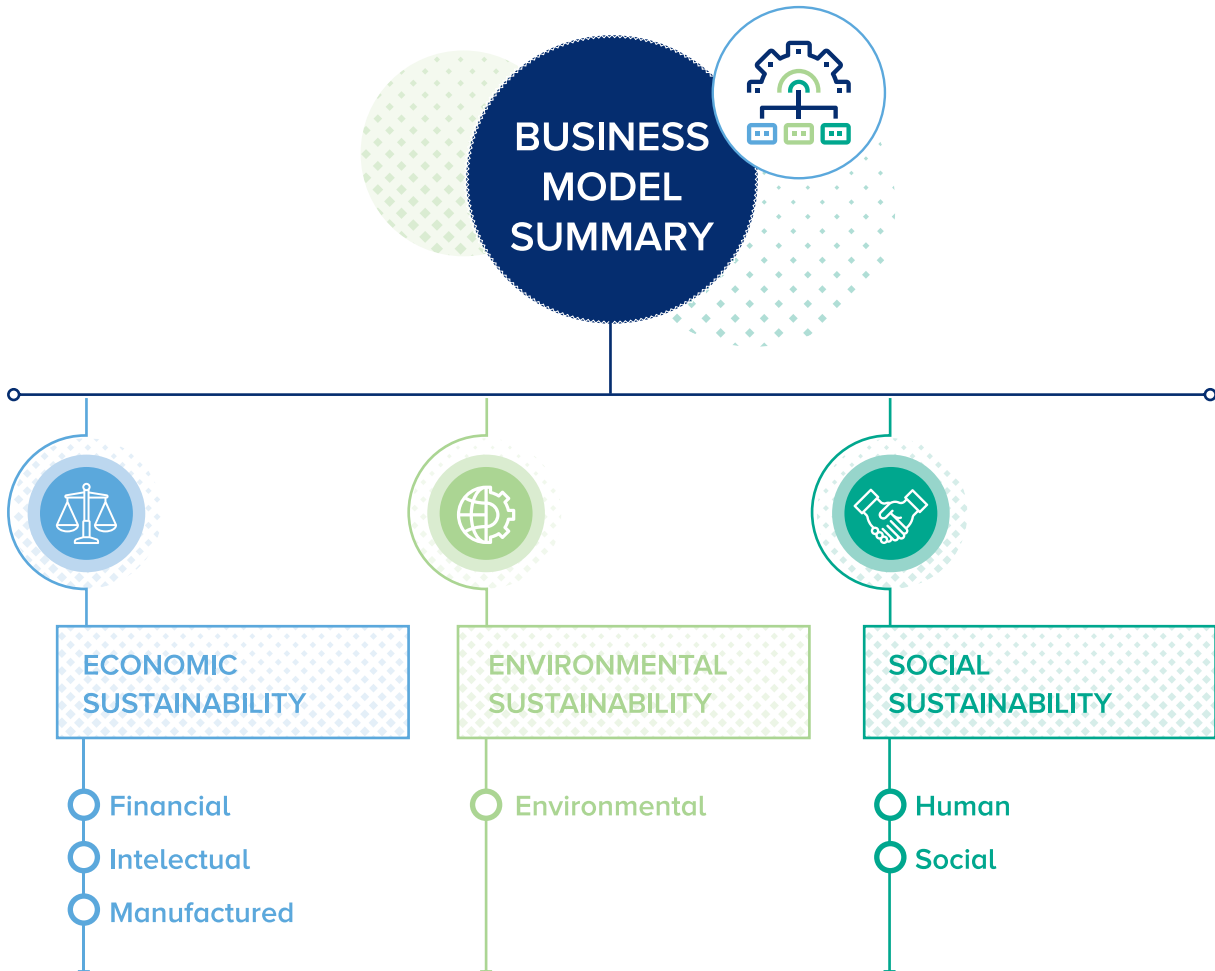 BUSINESS
MODEL
SUMMARY
ECONOMIC
SUSTAINABILITY
Financial
Intelectual
Manufactured
ENVIRONMENTAL
SUSTAINABILITY
Environmental
SOCIAL
SUSTAINABILITY
Human
Social